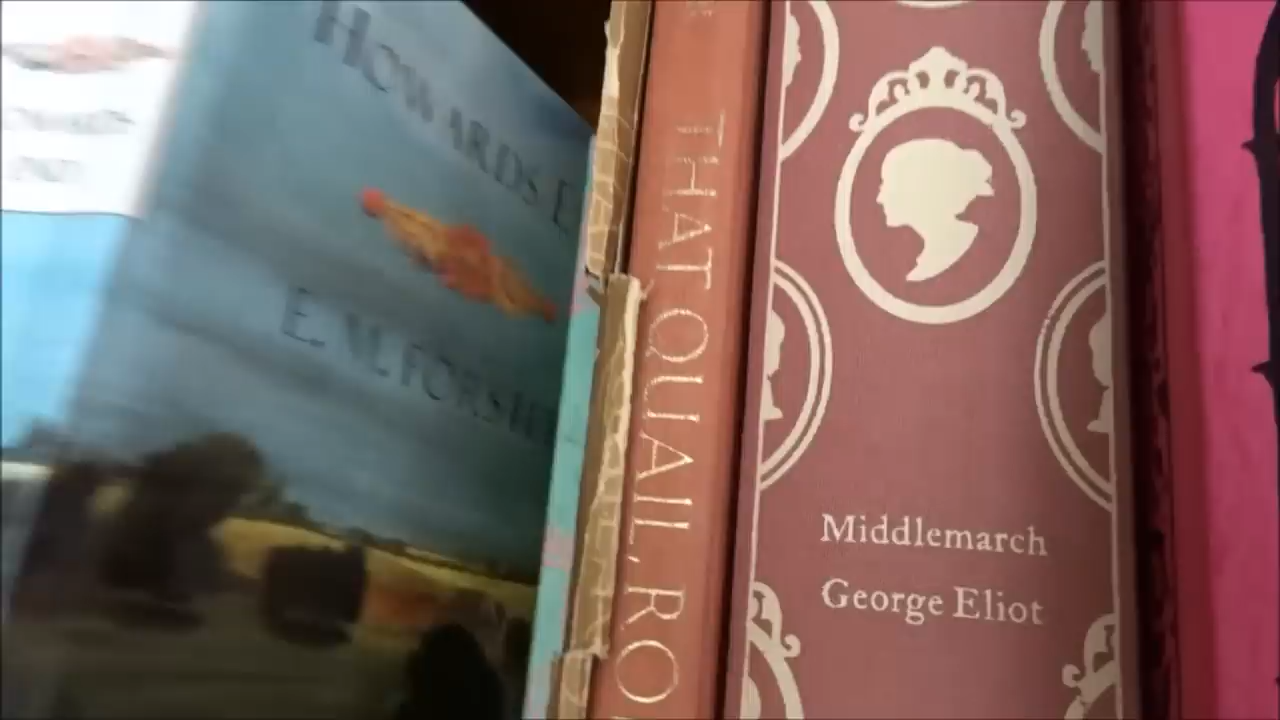 HOWARDS E
E. M. FORSTE
THAT QUAIL, RO
Middlemarch
George Eliot